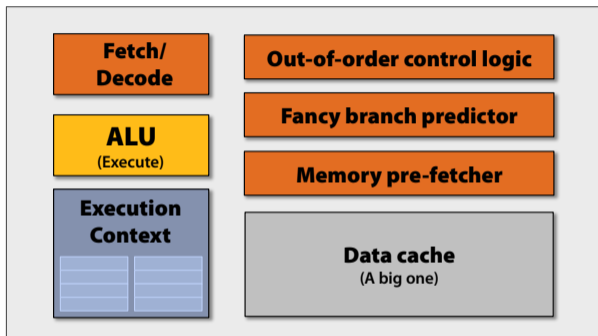 Fetch/
Decode
ALU
(Execute)
Execution
Context
Out-of-order control logic
Fancy branch predictor
Memory pre-fetcher
Data cache
(A big one)